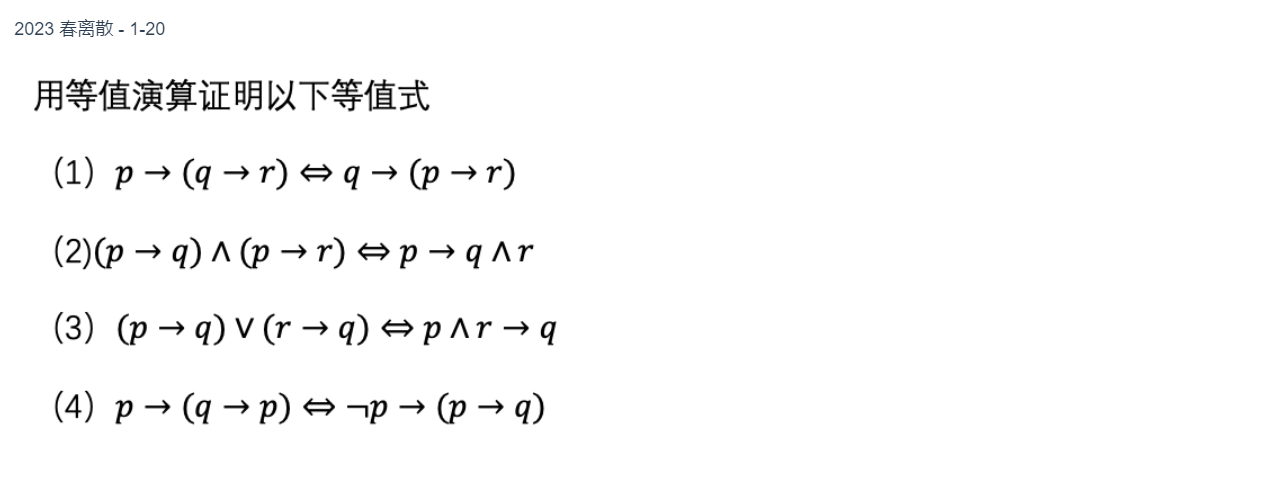 2023 春离散 - 1-20
用等值演算证明以下等值式
（1）p → (q → r) ⇔ q → (p → r)
(2)(p → q) ∧ (p → r) ⇔ p → q ∧ r
（3）(p → q) ∨ (r → q) ⇔ p ∧ r → q
（4）p → (q → p) ⇔ ¬p → (p → q)